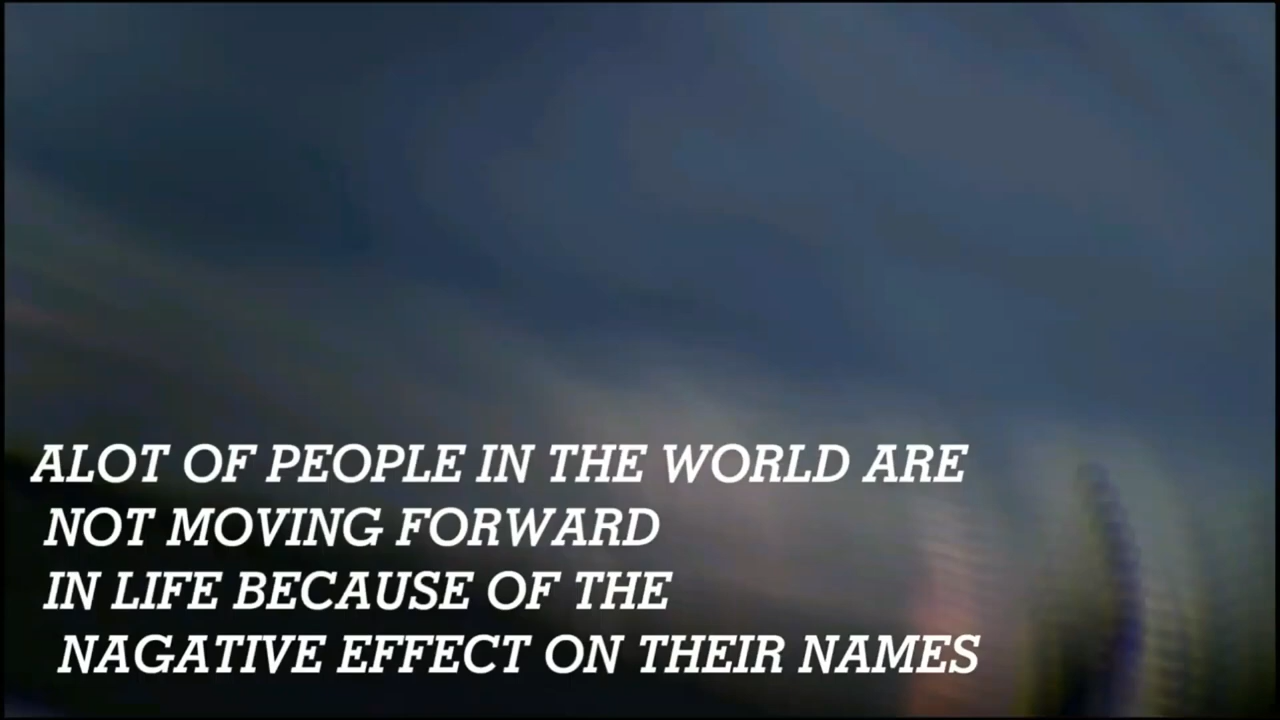 ALOT OF PEOPLE IN THE WORLD ARE
NOT MOVING FORWARD
IN LIFE BECAUSE OF THE
NAGATIVE EFFECT ON THEIR NAMES